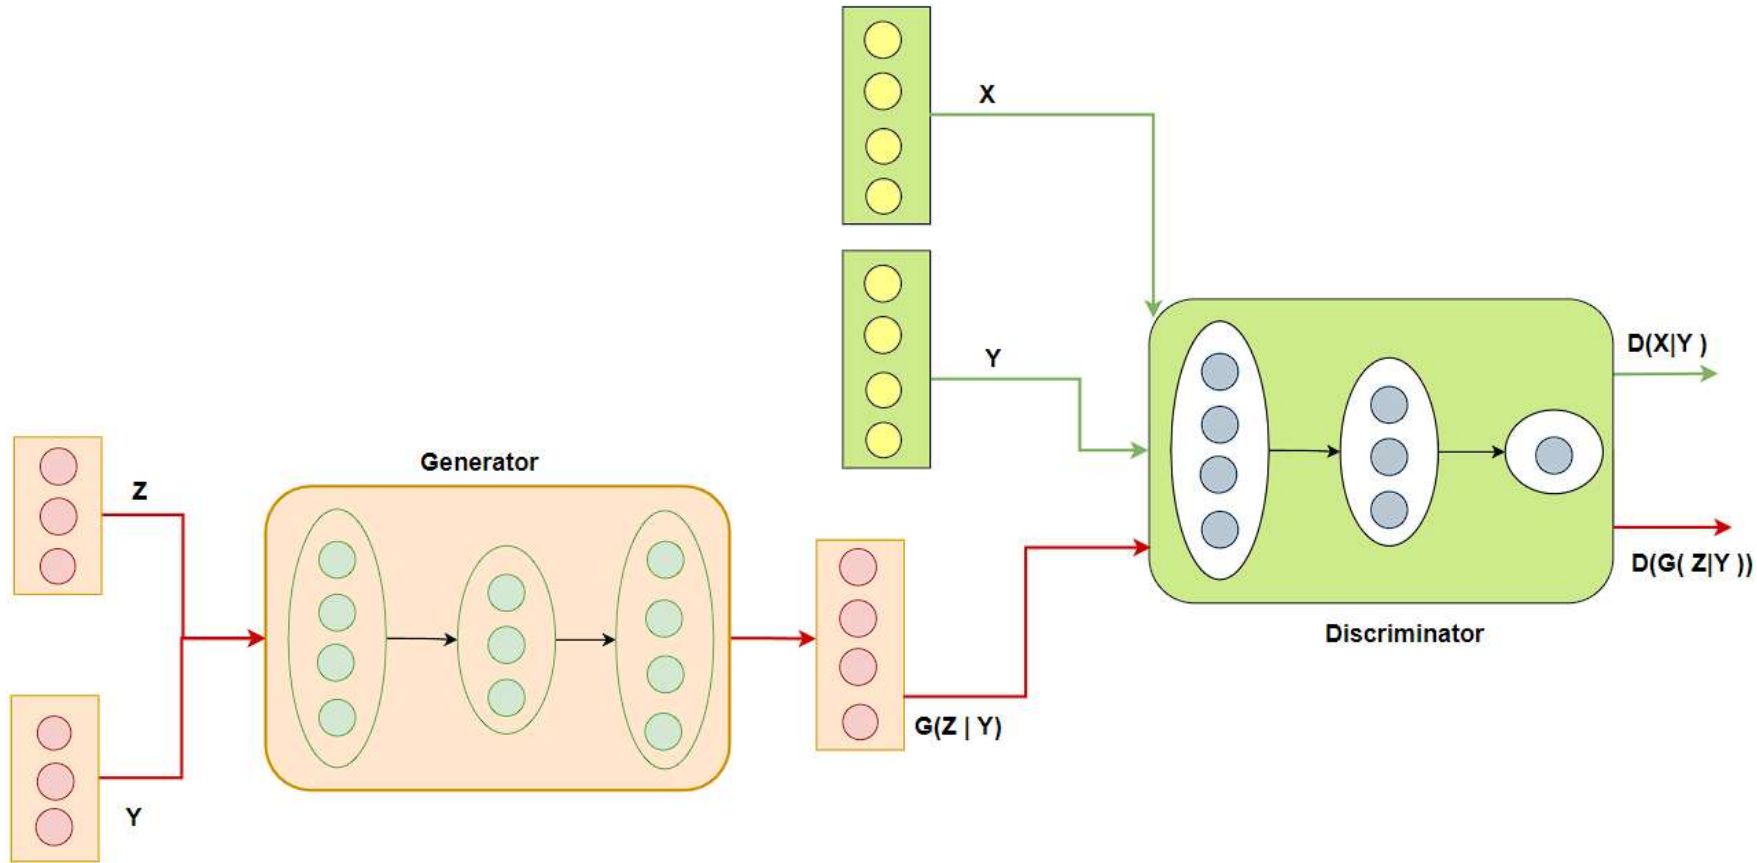 X
Y
D(X|Y )
Generator
Z
D(G( Z|Y ))
Discriminator
G(Z | Y)
Y